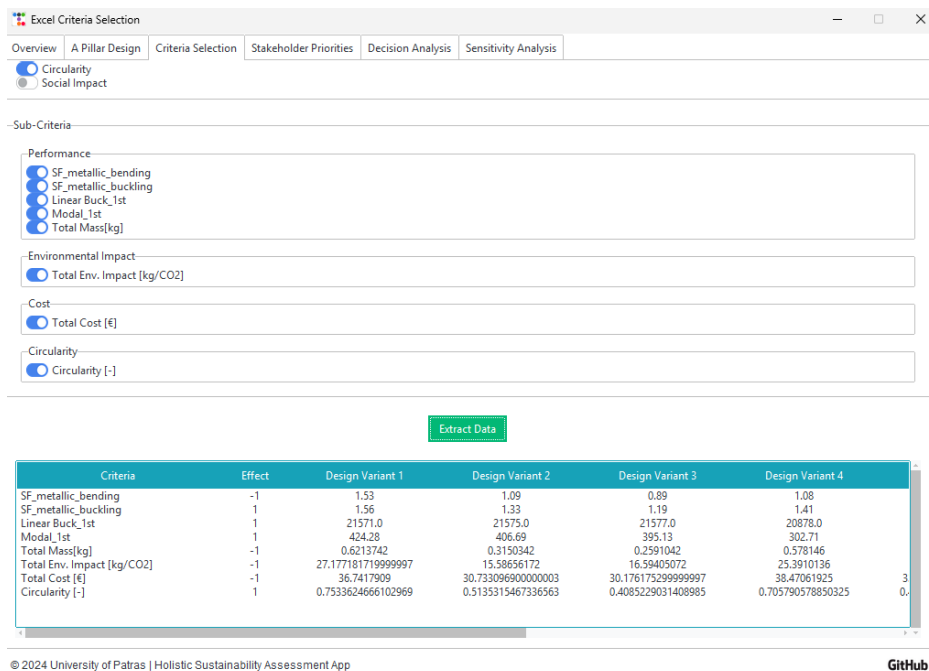 Excel Criteria Selection
Overview A Pillar Design Criteria Selection Stakeholder Priorities Decision Analysis Sensitivity Analysis
Circularity
Social Impact
Sub-Criteria
Performance
SF_metallic_bending
SF_metallic_buckling
Linear Buck_1st
Modal_1st
Total Mass[kg]
Environmental Impact
Total Env. Impact [kg/CO2]
Cost
Total Cost [€]
Circularity
Circularity [-]
Extract Data
Criteria Effect Design Variant 1 Design Variant 2 Design Variant 3 Design Variant 4
SF_metallic_bending -1 1.53 1.09 0.89 1.08
SF_metallic_buckling 1 1.56 1.33 1.19 1.41
Linear Buck_1st 1 21571.0 21575.0 21577.0 20878.0
Modal_1st 1 424.28 406.69 395.13 302.71
Total Mass[kg] -1 0.6213742 0.3150342 0.2591042 0.578146
Total Env. Impact [kg/CO2] -1 27.177181719999997 15.58656172 16.59405072 25.3910136
Total Cost [€] -1 36.7417909 30.733096900000003 30.176175299999997 38.47061925 3
Circularity [-] 1 0.7533624666102969 0.5135315467336563 0.4085229031408985 0.705790578850325 0.
© 2024 University of Patras | Holistic Sustainability Assessment App GitHub